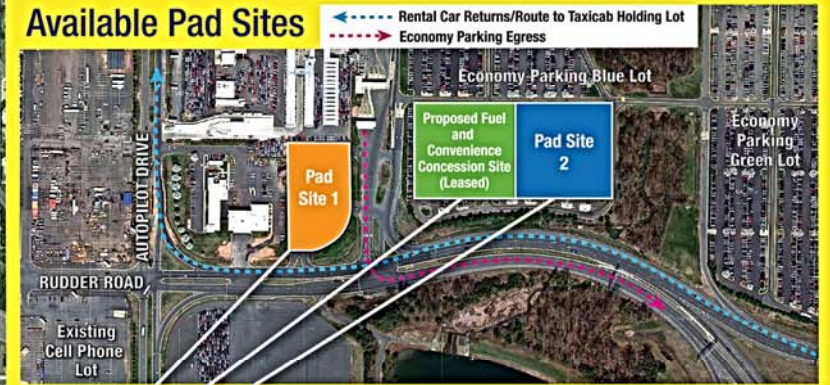 Available Pad Sites
Rental Car Returns/Route to Taxicab Holding Lot
Economy Parking Egress
Economy Parking Blue Lot
Proposed Fuel
and
Convenience
Concession Site
(Leased)
Pad Site
2
Economy
Parking
Green Lot
AUTOPILOT DRIVE
Pad
Site 1
RUDDER ROAD
Existing
Cell Phone
Lot